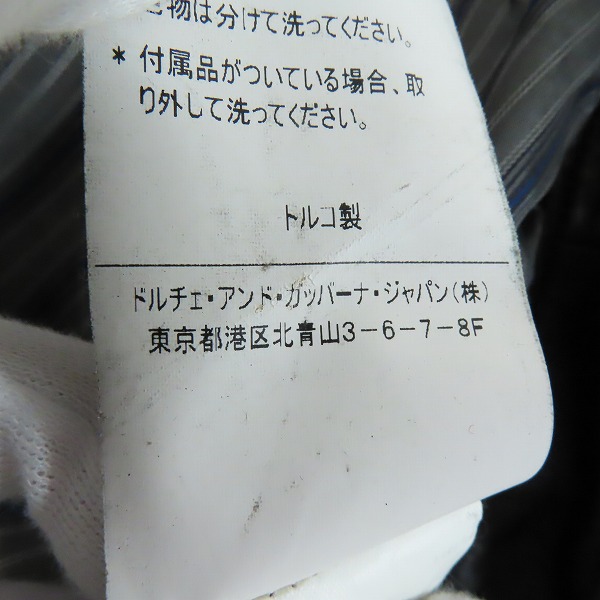 物は分けて洗ってください。
* 付属品がついている場合、取
り外して洗ってください。
トルコ製
ドルチェ・アンド・ガッバーナ・ジャパン(株)
東京都港区北青山3-6-7-8F